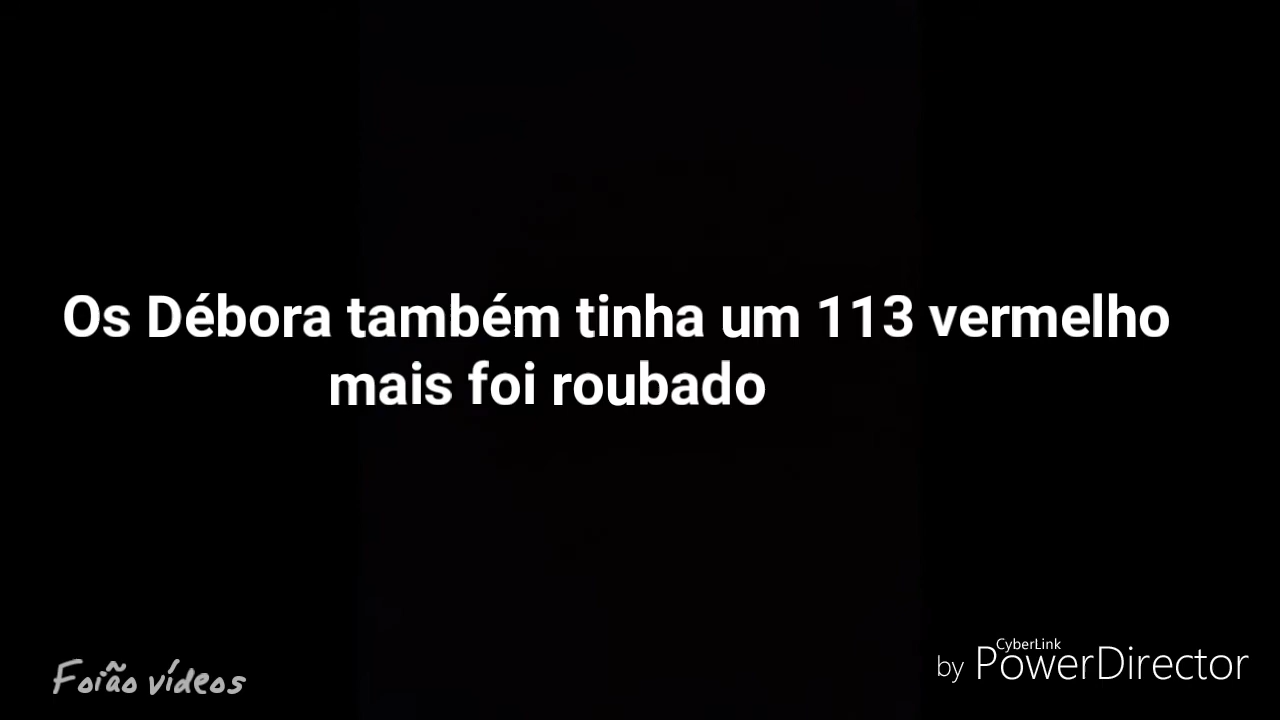 Os Débora também tinha um 113 vermelho
mais foi roubado
Foião vídeos
CyberLink
by PowerDirector